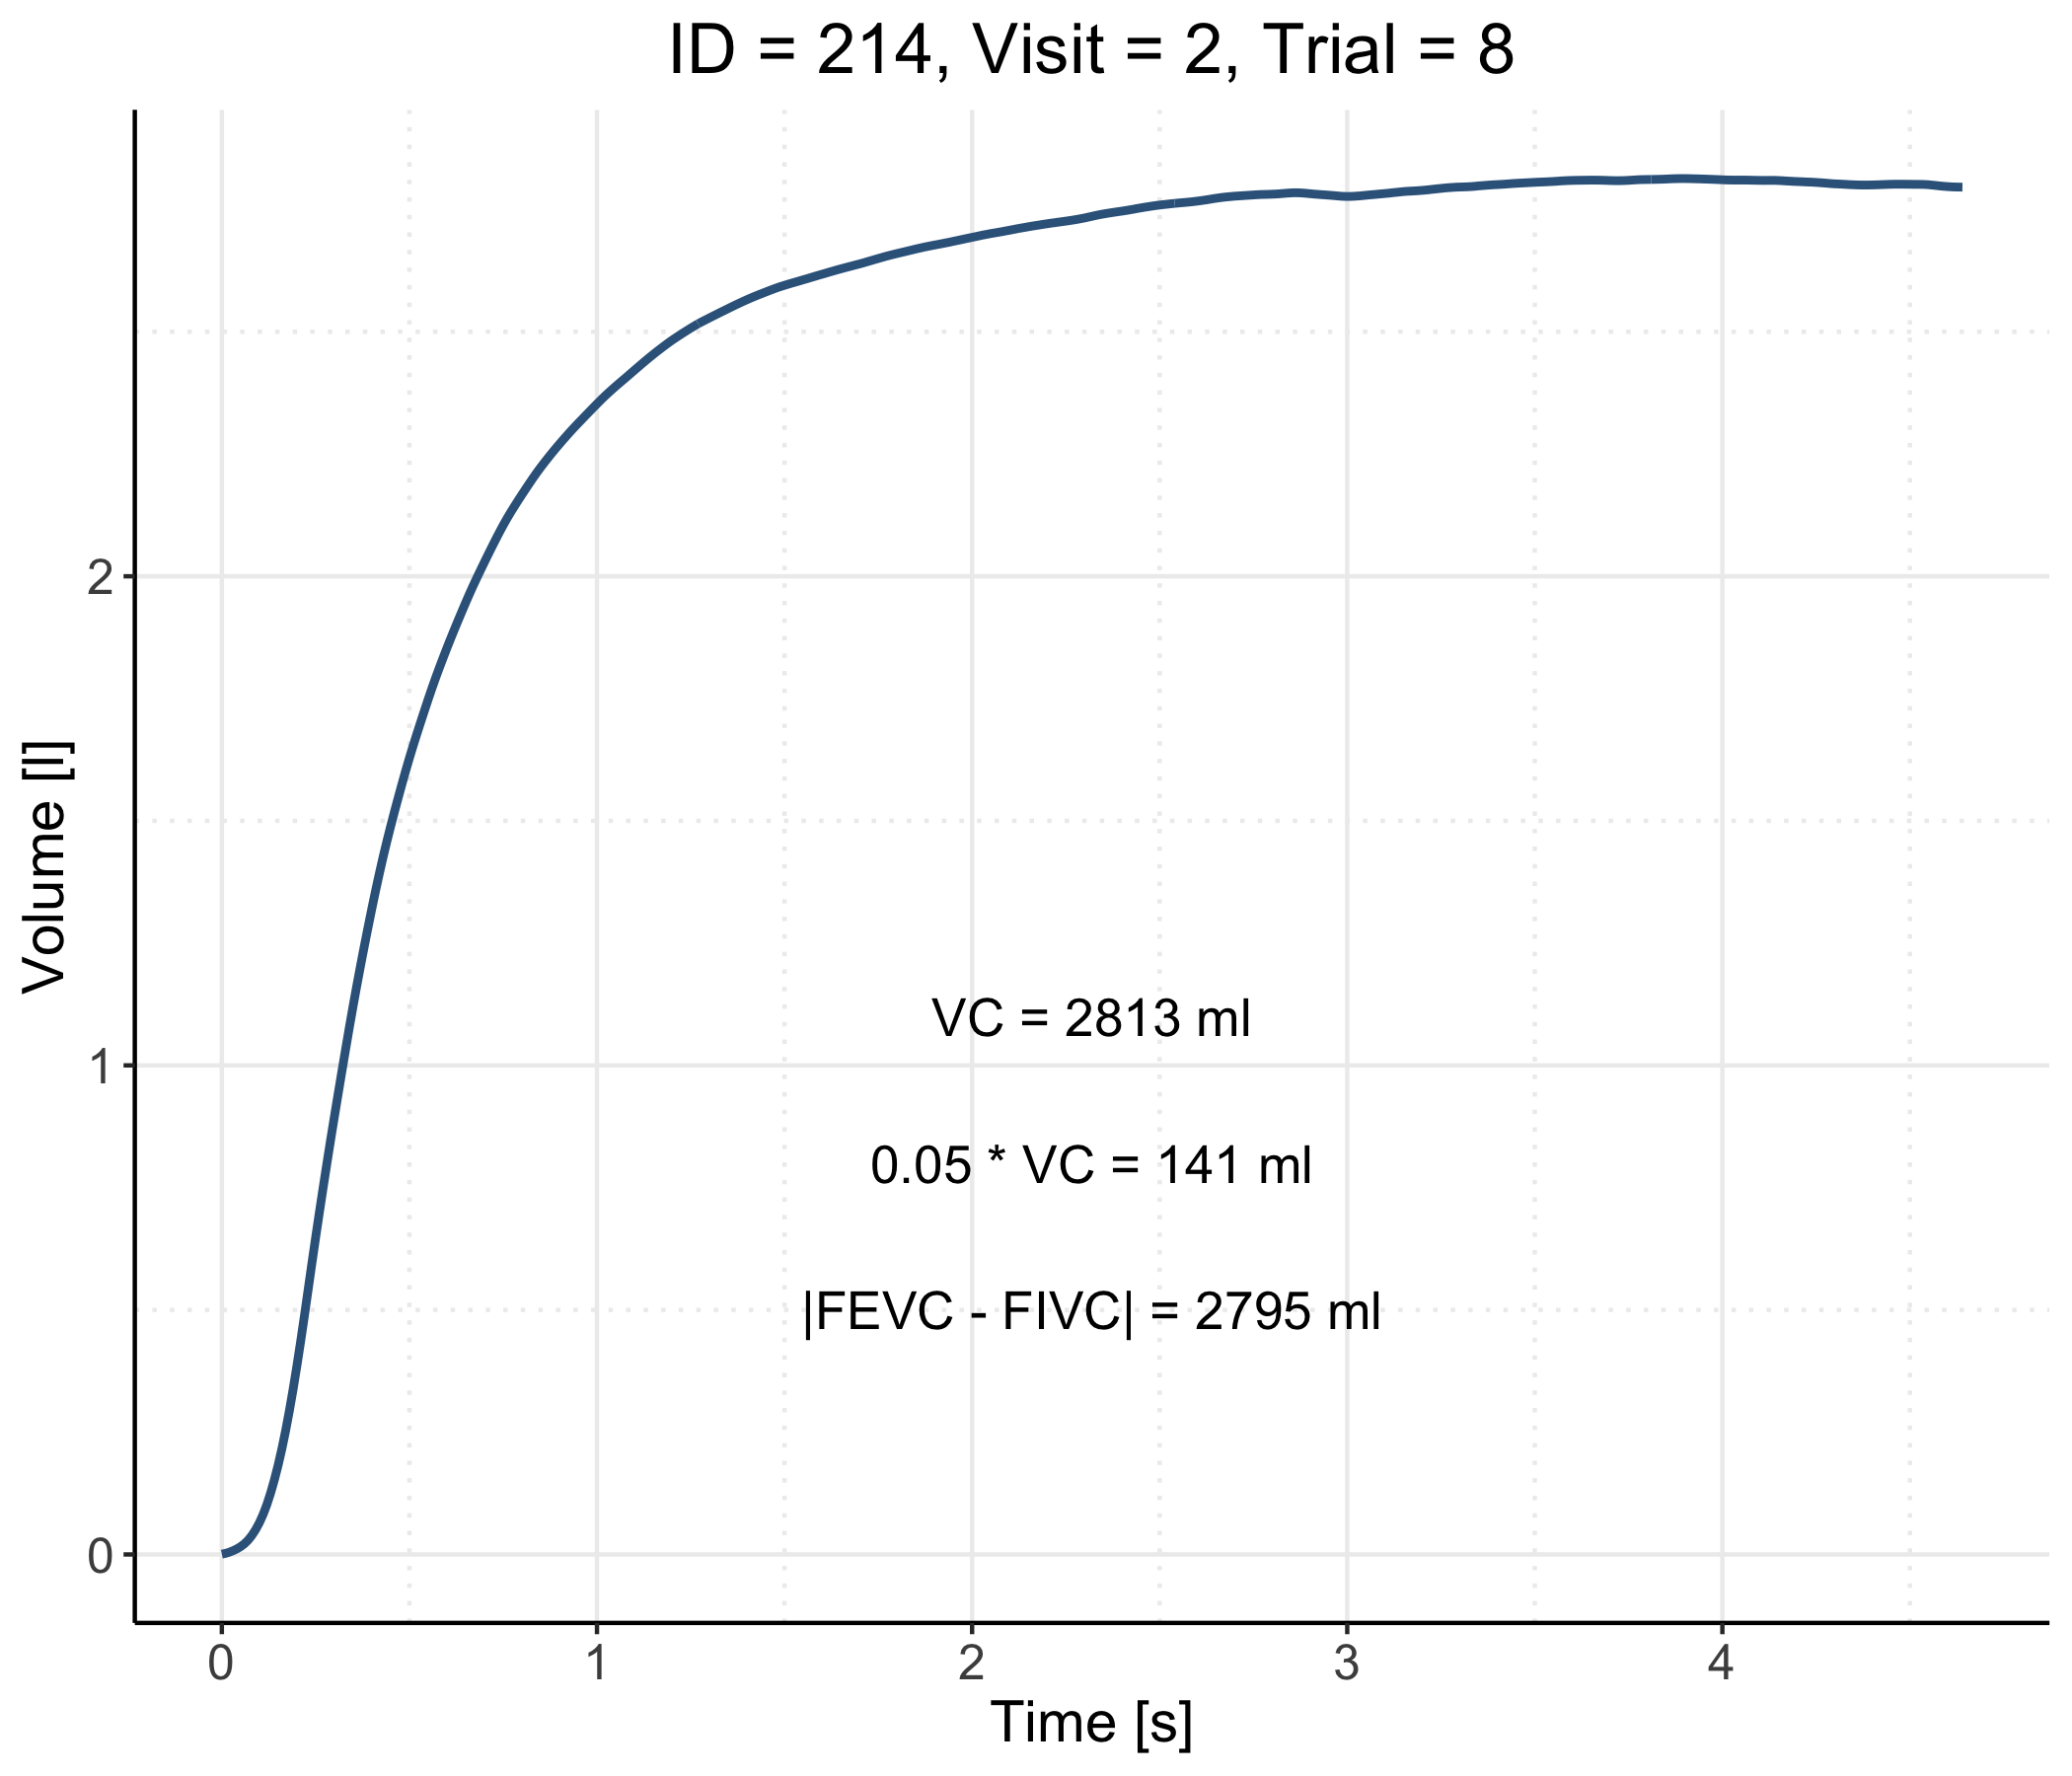 ID = 214, Visit = 2, Trial = 8
Volume [l]
2
1
0
VC = 2813 ml
0.05 * VC = 141 ml
|FEVC - FIVC| = 2795 ml
0 1 2 3 4
Time [s]